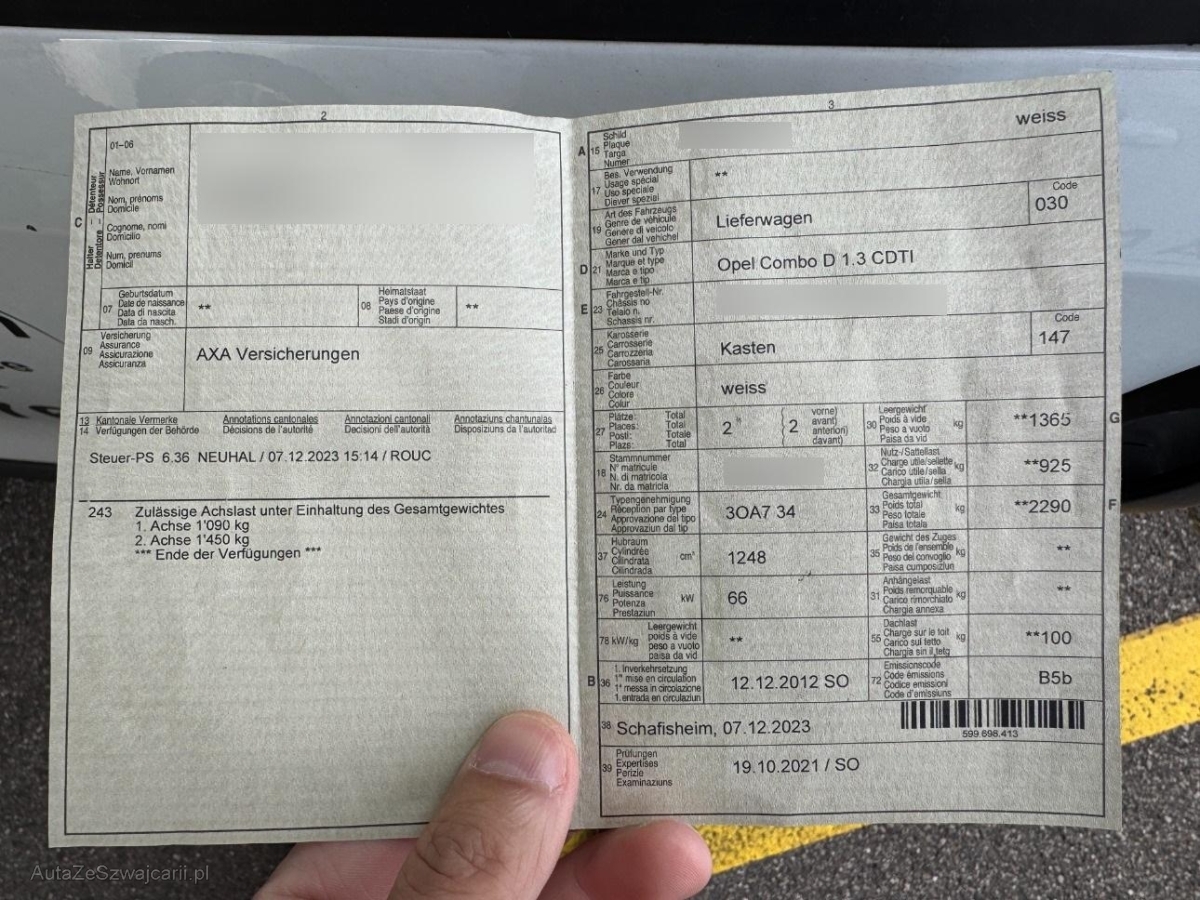 2
01-06
Halter – Détenteur
Detentore – Possessur
C
Name, Vornamen
Wohnort
Nom, prénoms
Domicile
Cognome, nomi
Domicilio
Num, prenums
Domicil
07
Geburtsdatum
Date de naissance
Data di nascita
Data da nasch.
**
08
Heimatstaat
Pays d'origine
Paese d'origine
Stadi d'origin
**
09
Versicherung
Assurance
Assicurazione
Assicuranza
AXA Versicherungen
13 Kantonale Vermerke Annotations cantonales Annotazioni cantonali Annotaziuns chantunalas
14 Verfügungen der Behörde Décisions de l'autorité Decisioni dell'autorità Disposiziuns da l'autoritad
Steuer-PS 6.36 NEUHAL / 07.12.2023 15:14 / ROUC
243 Zulässige Achslast unter Einhaltung des Gesamtgewichtes
1. Achse 1'090 kg
2. Achse 1'450 kg
*** Ende der Verfügungen ***
3
A 15
Schild
Plaque
Targa
Numer
weiss
17
Bes. Verwendung
Usage spécial
Uso speciale
Diever spezial
**
19
Art des Fahrzeugs
Genre de véhicule
Genere di veicolo
Gener dal vehichel
Lieferwagen
Code
030
D 21
Marke und Typ
Marque et type
Marca e tipo
Marca e tip
Opel Combo D 1.3 CDTI
E 23
Fahrgestell-Nr.
Châssis no
Telaio n.
Schassis nr.
25
Karosserie
Carrosserie
Carrozzeria
Carossaria
Kasten
Code
147
26
Farbe
Couleur
Colore
Colur
weiss
27
Plätze: Total
Places: Total
Posti: Totale
Plazs: Total
2
2
vorne)
avant)
anteriori)
davant)
30
Leergewicht
Poids à vide
Peso a vuoto
Paisa da vid
kg
**1365
G
18
Stammnummer
N° matricule
N. di matricola
Nr. da matricla
32
Nutz-/Sattellast
Charge utile/sellette
Carico utile/sella
Chargia utila/sella
kg
**925
24
Typengenehmigung
Réception par type
Approvazione del tipo
Approvaziun dal tip
3OA7 34
33
Gesamtgewicht
Poids total
Peso totale
Paisa totala
kg
**2290
F
37
Hubraum
Cylindrée
Cilindrata
Cilindrada
cm³
1248
35
Gewicht des Zuges
Poids de l'ensemble
Peso del convoglio
Paisa cumposiziun
kg
**
76
Leistung
Puissance
Potenza
Prestaziun
kW
66
31
Anhängelast
Poids remorquable
Carico rimorchiato
Chargia annexa
kg
**
78 kW/kg
Leergewicht
poids à vide
peso a vuoto
paisa da vid
**
55
Dachlast
Charge sur le toit
Carico sul tetto
Chargia sin il tetg
kg
**100
B 36
1. Inverkehrsetzung
1re mise en circulation
1a messa in circolazione
1. entrada en circulaziun
12.12.2012 SO
72
Emissionscode
Code émissions
Codice emissioni
Code d'emissiuns
B5b
38 Schafisheim, 07.12.2023
599 698.413
39
Prüfungen
Expertises
Perizie
Examinaziuns
19.10.2021 / SO
AutaZeSzwajcarii.pl